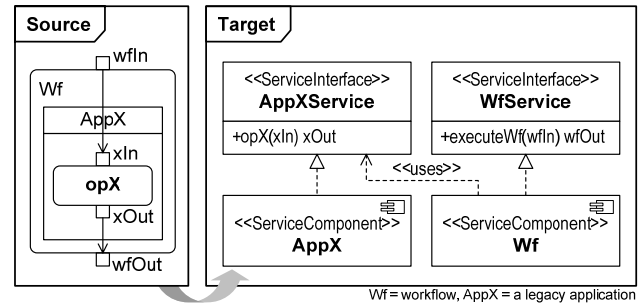 Source
wfIn
Wf
AppX
xIn
opX
xOut
wfOut
Target
<<ServiceInterface>>
AppXService
+opX(xIn) xOut
<<ServiceInterface>>
WfService
+executeWf(wfIn) wfOut
<<uses>>
<<ServiceComponent>>
AppX
<<ServiceComponent>>
Wf
Wf = workflow, AppX = a legacy application